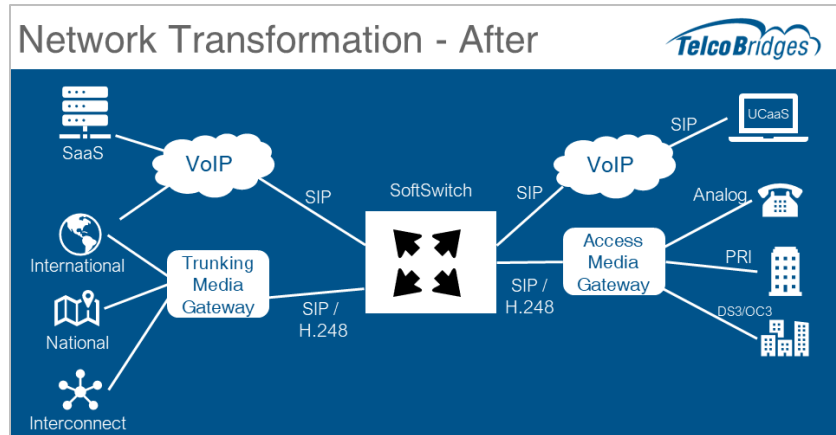 Network Transformation - After
TelcoBridges
SaaS
VoIP
SIP
SoftSwitch
SIP
VoIP
SIP
UCaaS
International
Trunking
Media
Gateway
SIP /
H.248
SIP /
H.248
Access
Media
Gateway
Analog
PRI
DS3/OC3
National
Interconnect